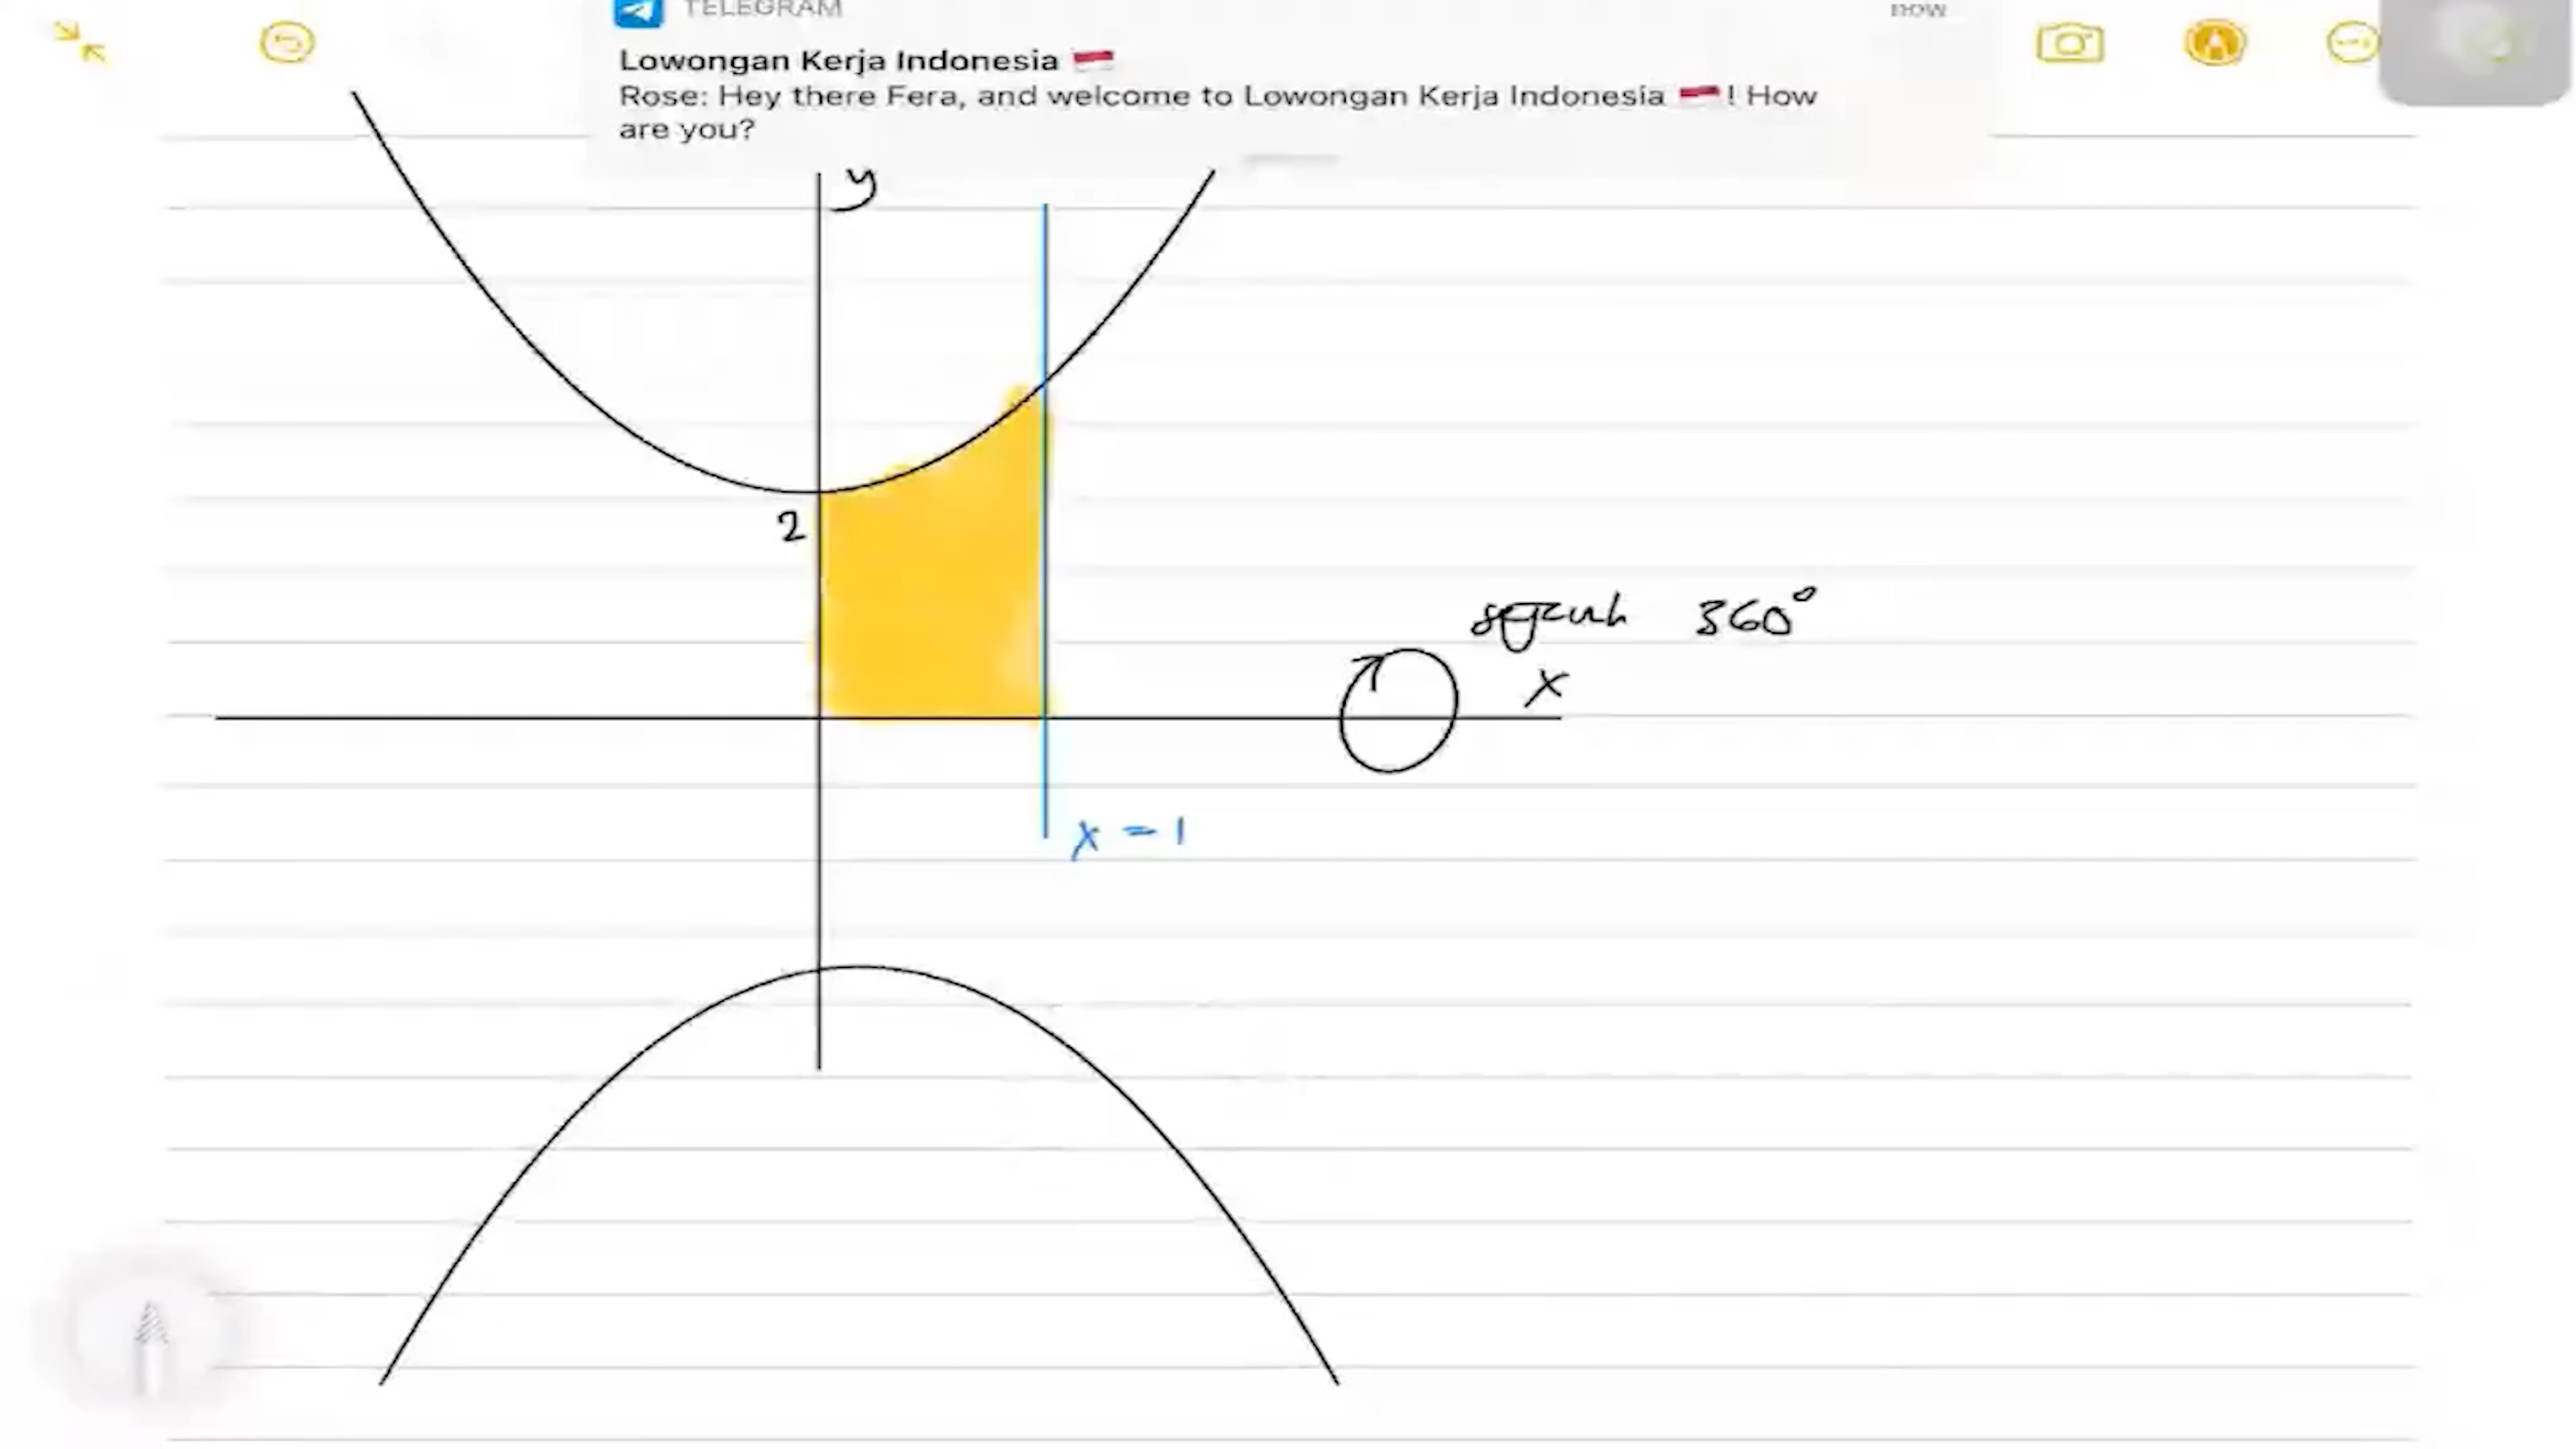 TELEGRAM
now
Lowongan Kerja Indonesia 🇮🇩
Rose: Hey there Fera, and welcome to Lowongan Kerja Indonesia 🇮🇩! How
are you?
y
2
sejauh 360°
x
x = 1